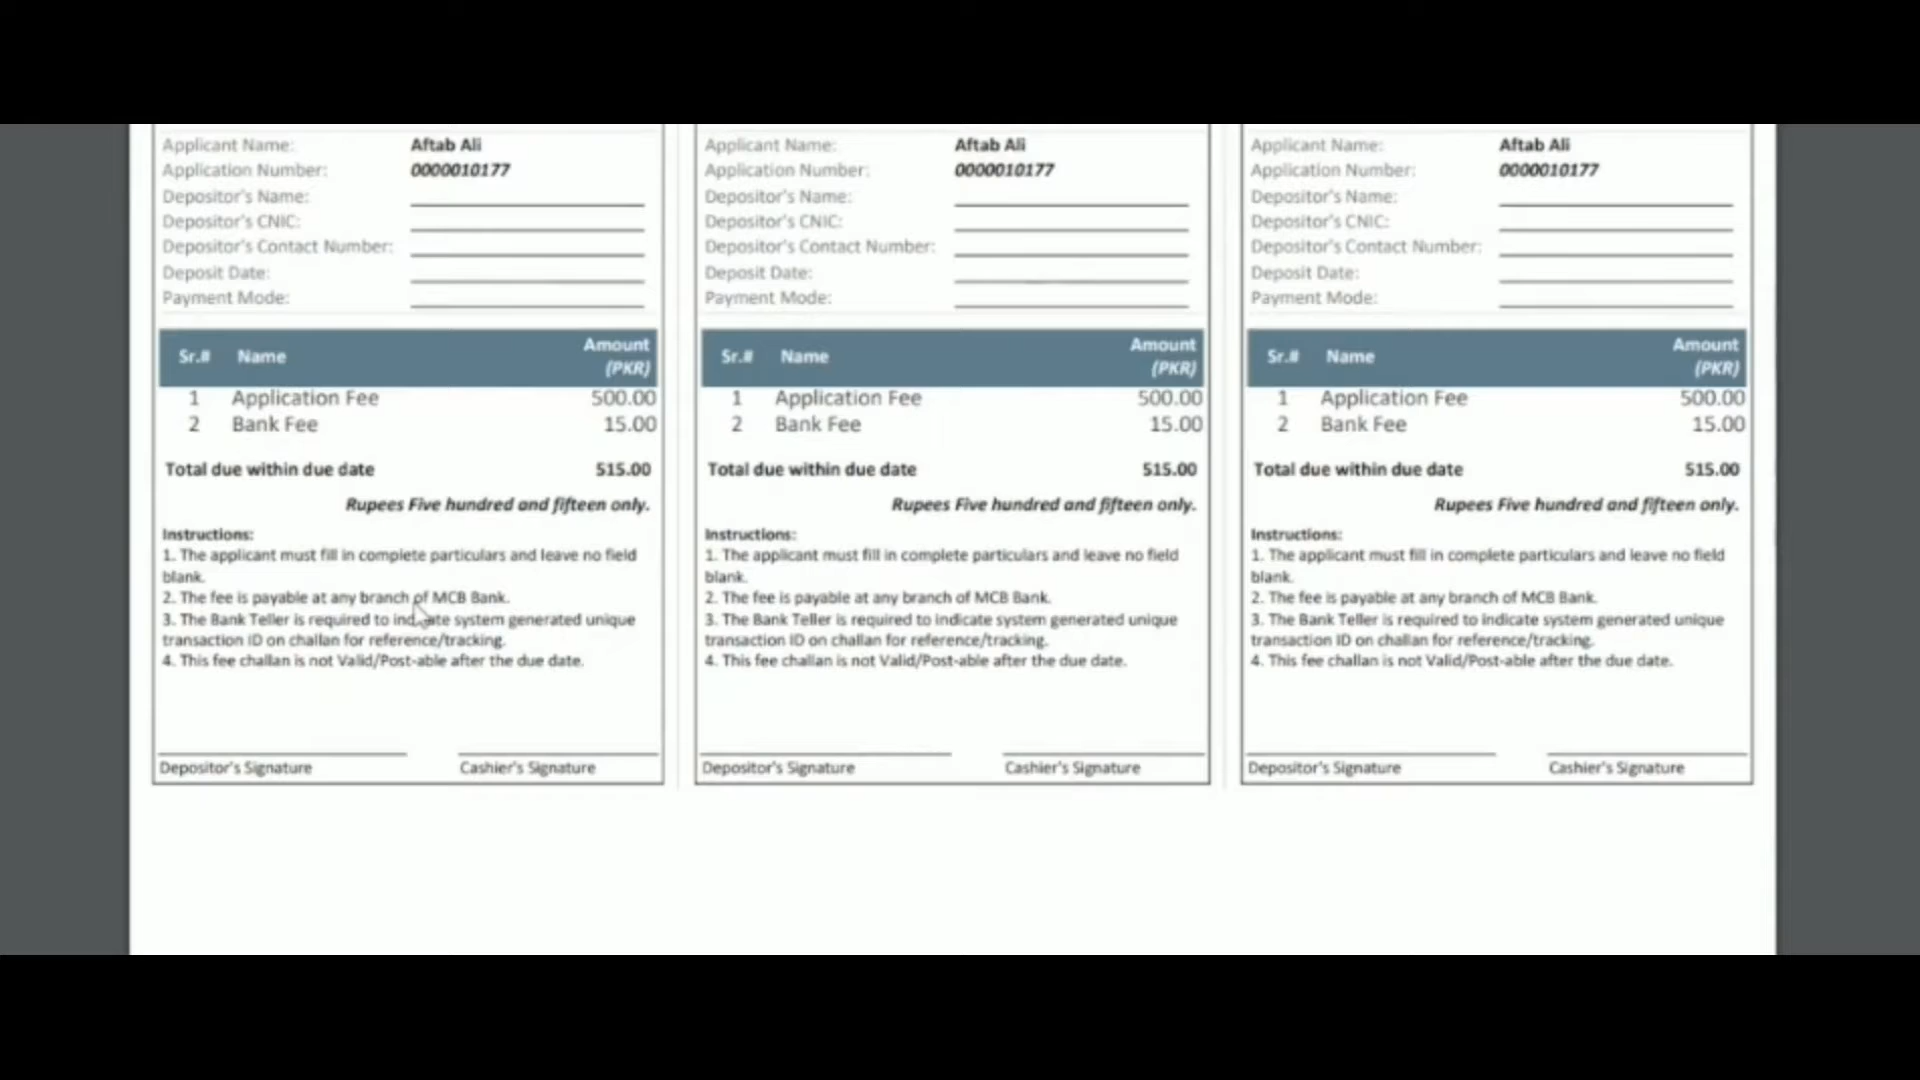 Applicant Name: Aftab Ali
Application Number: 0000010177
Depositor's Name:
Depositor's CNIC:
Depositor's Contact Number:
Deposit Date:
Payment Mode:
Sr.# Name Amount (PKR)
1 Application Fee 500.00
2 Bank Fee 15.00
Total due within due date 515.00
Rupees Five hundred and fifteen only.
Instructions:
1. The applicant must fill in complete particulars and leave no field
blank.
2. The fee is payable at any branch of MCB Bank.
3. The Bank Teller is required to indicate system generated unique
transaction ID on challan for reference/tracking.
4. This fee challan is not Valid/Post-able after the due date.
Depositor's Signature Cashier's Signature
Applicant Name: Aftab Ali
Application Number: 0000010177
Depositor's Name:
Depositor's CNIC:
Depositor's Contact Number:
Deposit Date:
Payment Mode:
Sr.# Name Amount (PKR)
1 Application Fee 500.00
2 Bank Fee 15.00
Total due within due date 515.00
Rupees Five hundred and fifteen only.
Instructions:
1. The applicant must fill in complete particulars and leave no field
blank.
2. The fee is payable at any branch of MCB Bank.
3. The Bank Teller is required to indicate system generated unique
transaction ID on challan for reference/tracking.
4. This fee challan is not Valid/Post-able after the due date.
Depositor's Signature Cashier's Signature
Applicant Name: Aftab Ali
Application Number: 0000010177
Depositor's Name:
Depositor's CNIC:
Depositor's Contact Number:
Deposit Date:
Payment Mode:
Sr.# Name Amount (PKR)
1 Application Fee 500.00
2 Bank Fee 15.00
Total due within due date 515.00
Rupees Five hundred and fifteen only.
Instructions:
1. The applicant must fill in complete particulars and leave no field
blank.
2. The fee is payable at any branch of MCB Bank.
3. The Bank Teller is required to indicate system generated unique
transaction ID on challan for reference/tracking.
4. This fee challan is not Valid/Post-able after the due date.
Depositor's Signature Cashier's Signature